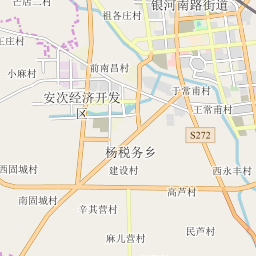 芒店二村
祖各庄村
银河南路街道
王庄村
小麻村
前南昌村
安次经济开发
区
于常甫村
王常甫村
S272
杨税务乡
西固城村
建设村
西永丰村
高芦村
南固城村
辛其营村
麻儿营村
民芦村